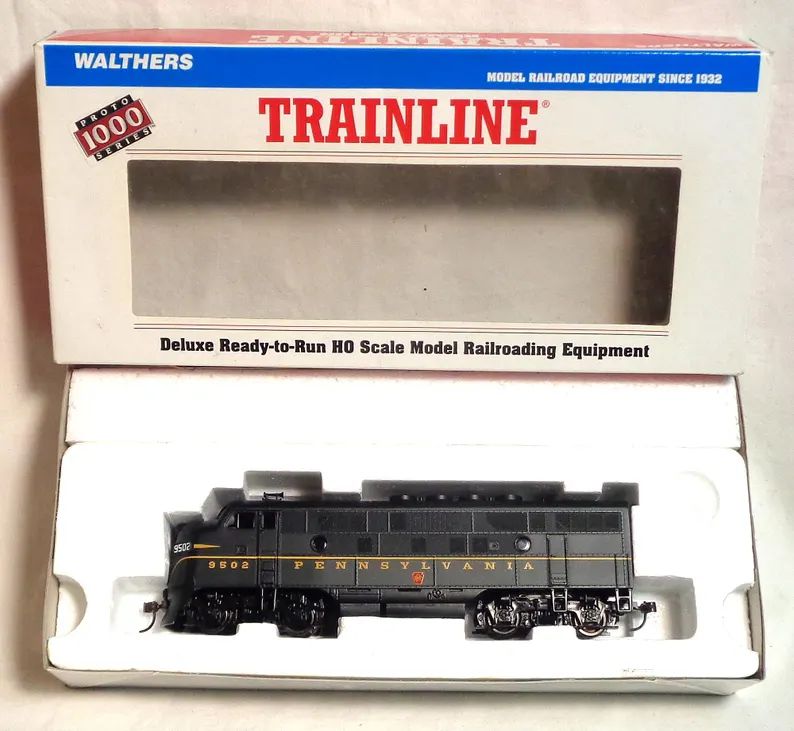 TRAINLINE
WALTHERS
MODEL RAILROAD EQUIPMENT SINCE 1932
PROTO
1000
SERIES
TRAINLINE®
Deluxe Ready-to-Run HO Scale Model Railroading Equipment
9502
9502
PENNSYLVANIA